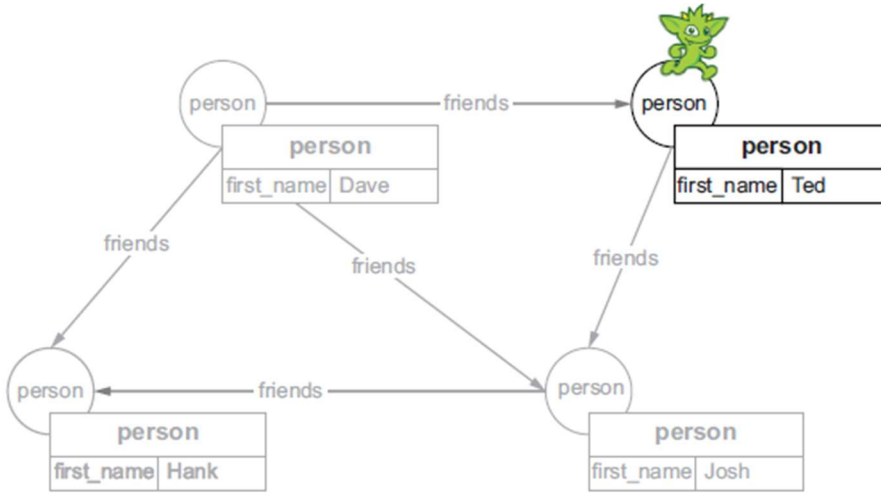 person
friends
person
person
first_name Dave
person
first_name Ted
friends
friends
friends
person
friends
person
person
first_name Hank
person
first_name Josh